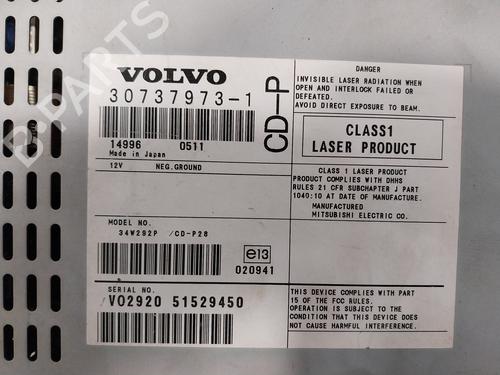 VOLVO
30737973-1
14996 0511
Made in Japan
12V NEG.GROUND
MODEL NO.
34W292P /CD-P28
e13
020941
SERIAL NO.
VO2920 51529450
CD-P
DANGER
INVISIBLE LASER RADIATION WHEN
OPEN AND INTERLOCK FAILED OR
DEFEATED.
AVOID DIRECT EXPOSURE TO BEAM.
CLASS1
LASER PRODUCT
CLASS 1 LASER PRODUCT
PRODUCT COMPLIES WITH DHHS
RULES 21 CFR SUBCHAPTER J PART
1040:10 AT DATE OF MANUFACTURE.
MANUFACTURED
MITSUBISHI ELECTRIC CO.
THIS DEVICE COMPLIES WITH PART
15 OF THE FCC RULES.
OPERATION IS SUBJECT TO THE
CONDITION THAT THIS DEVICE DOES
NOT CAUSE HARMFUL INTERFERENCE.
B-PARTS